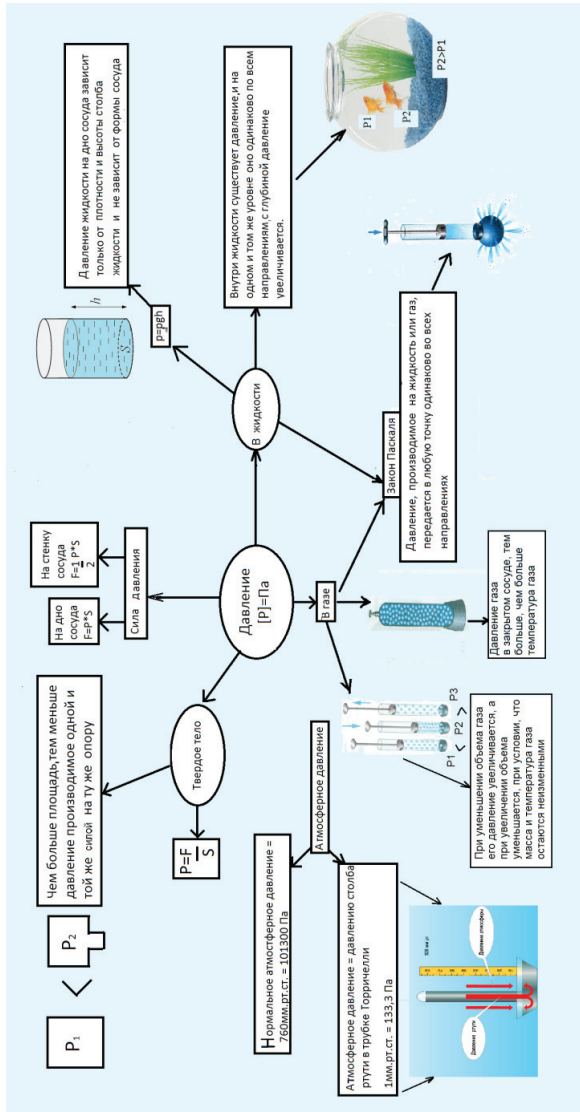 P₁
<
P₂
Чем больше площадь,тем меньше
давление производимое одной и
той же силой на ту же опору
P=F
S
Твердое тело
На дно
сосуда
F=P*S
На стенку
сосуда
F=1 P*S
2
Сила давления
Давление
[P]=Па
h
S
p=pgh
Давление жидкости на дно сосуда зависит
только от плотности и высоты столба
жидкости и не зависит от формы сосуда
В жидкости
Внутри жидкости существует давление,и на
одном и том же уровне оно одинаково по всем
направлениям,с глубиной давление
увеличивается.
P1
P2
P2>P1
Нормальное атмосферное давление =
760мм.рт.ст. = 101300 Па
Атмосферное давление
Атмосферное давление = давлению столба
ртути в трубке Торричелли
1мм.рт.ст. = 133,3 Па
Давление ртути
Давление атмосферы
В газе
P1 < P2 > P3
При уменьшении объема газа
его давление увеличивается, а
при увеличении объема
уменьшается, при условии, что
масса и температура газа
остаются неизменными
Давление газа
в закрытом сосуде, тем
больше, чем больше
температура газа
Закон Паскаля
Давление, производимое на жидкость или газ,
передается в любую точку одинаково во всех
направлениях